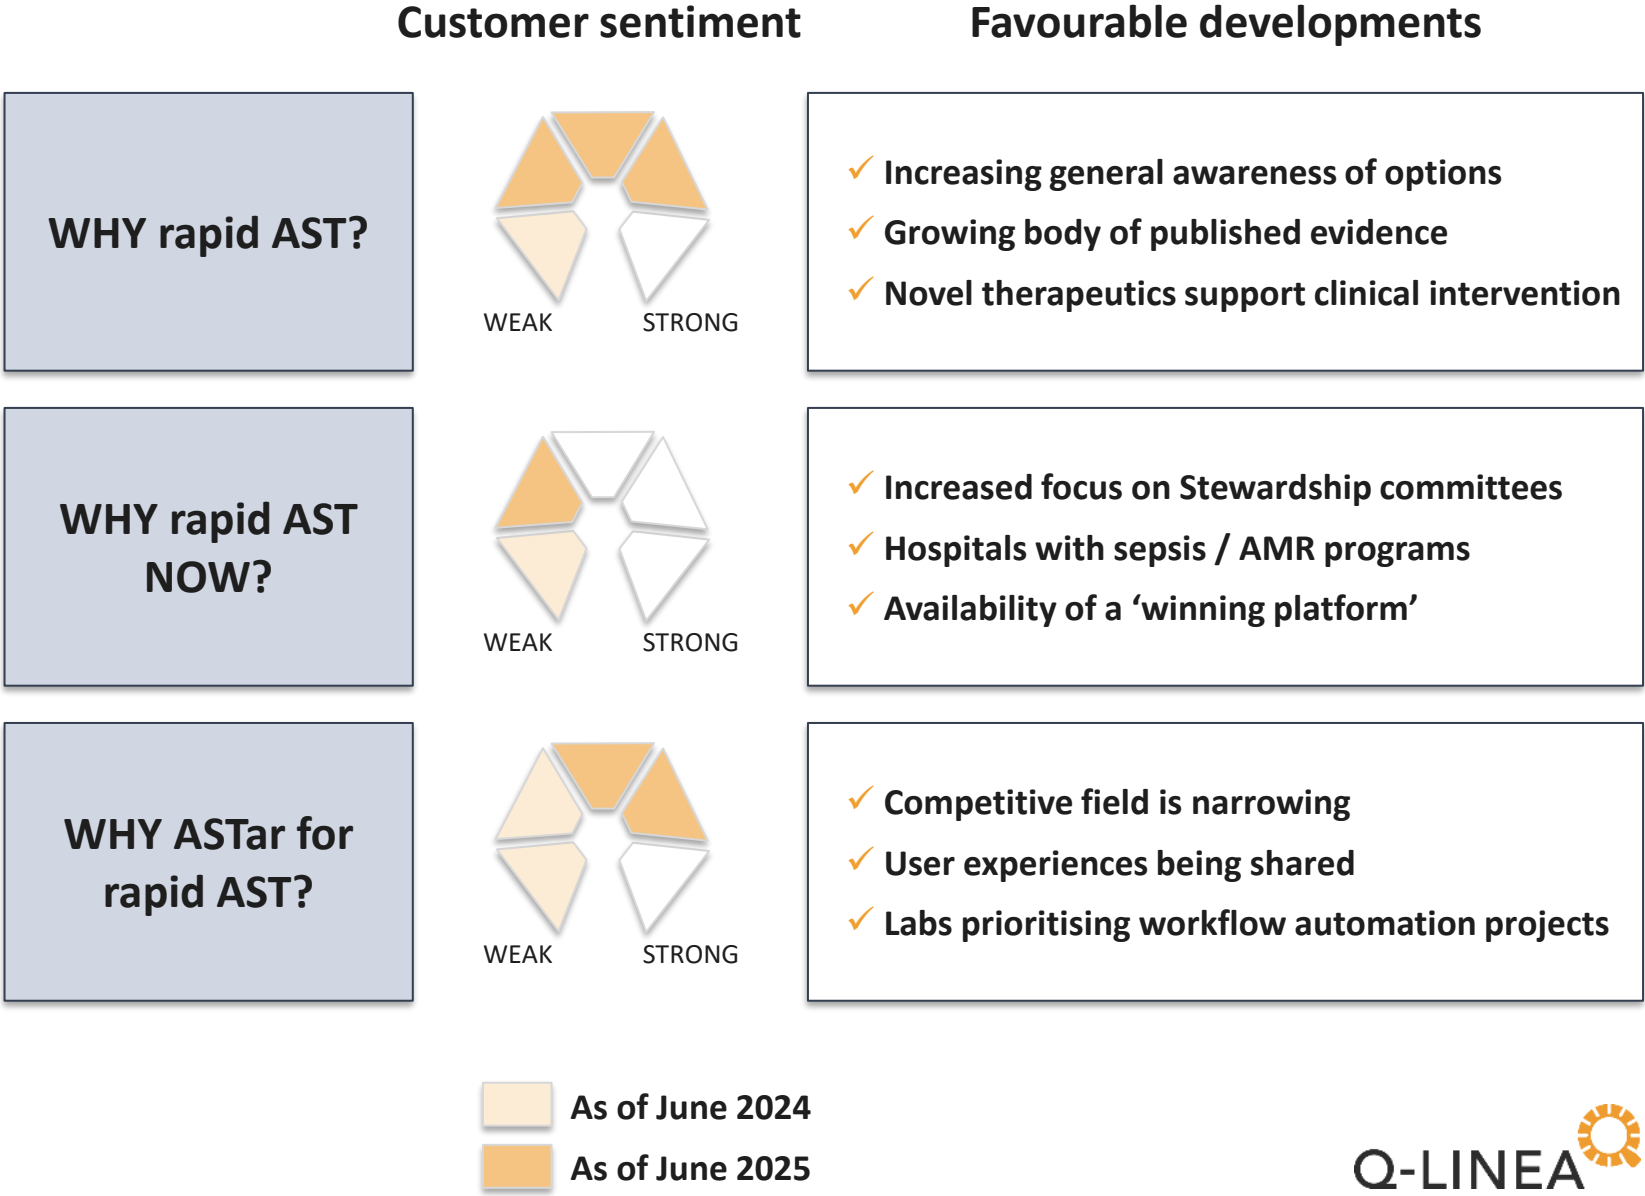 Customer sentiment
Favourable developments
WHY rapid AST?
WEAK
STRONG
✓ Increasing general awareness of options
✓ Growing body of published evidence
✓ Novel therapeutics support clinical intervention
WHY rapid AST
NOW?
WEAK
STRONG
✓ Increased focus on Stewardship committees
✓ Hospitals with sepsis / AMR programs
✓ Availability of a ‘winning platform’
WHY ASTar for
rapid AST?
WEAK
STRONG
✓ Competitive field is narrowing
✓ User experiences being shared
✓ Labs prioritising workflow automation projects
As of June 2024
As of June 2025
Q-LINEA